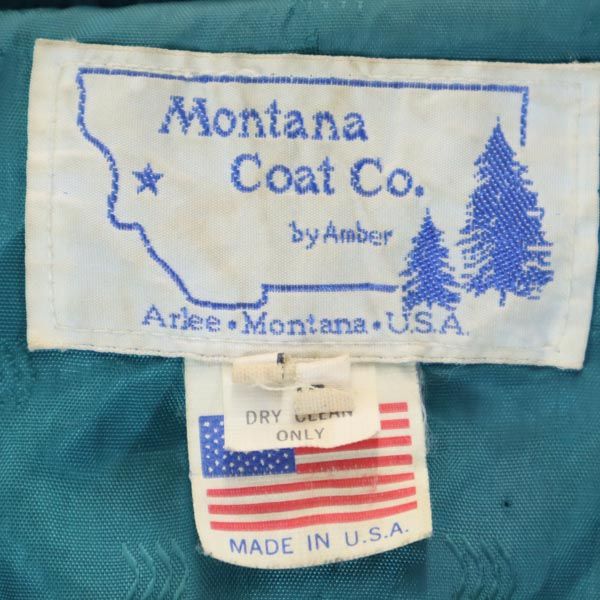 Montana
Coat Co.
by Amber
Arlee • Montana • U.S.A.
DRY CLEAN
ONLY
MADE IN U.S.A.